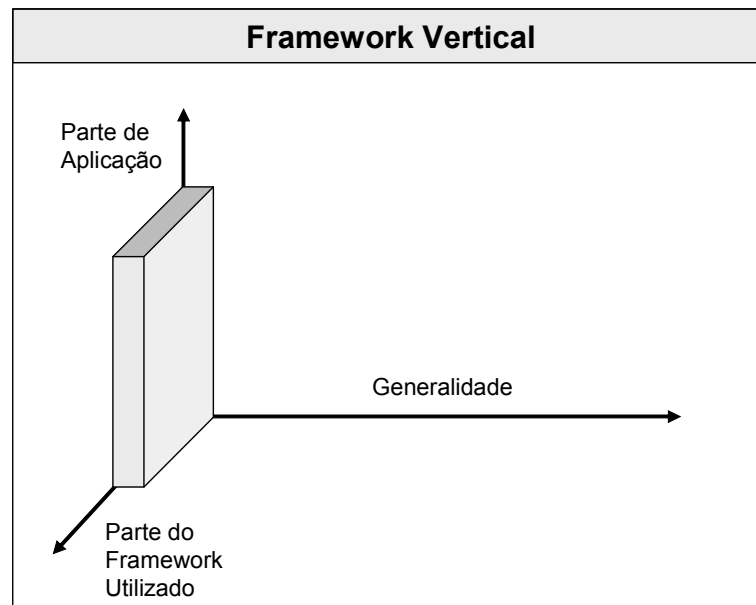 Framework Vertical
Parte de
Aplicação
Generalidade
Parte do
Framework
Utilizado